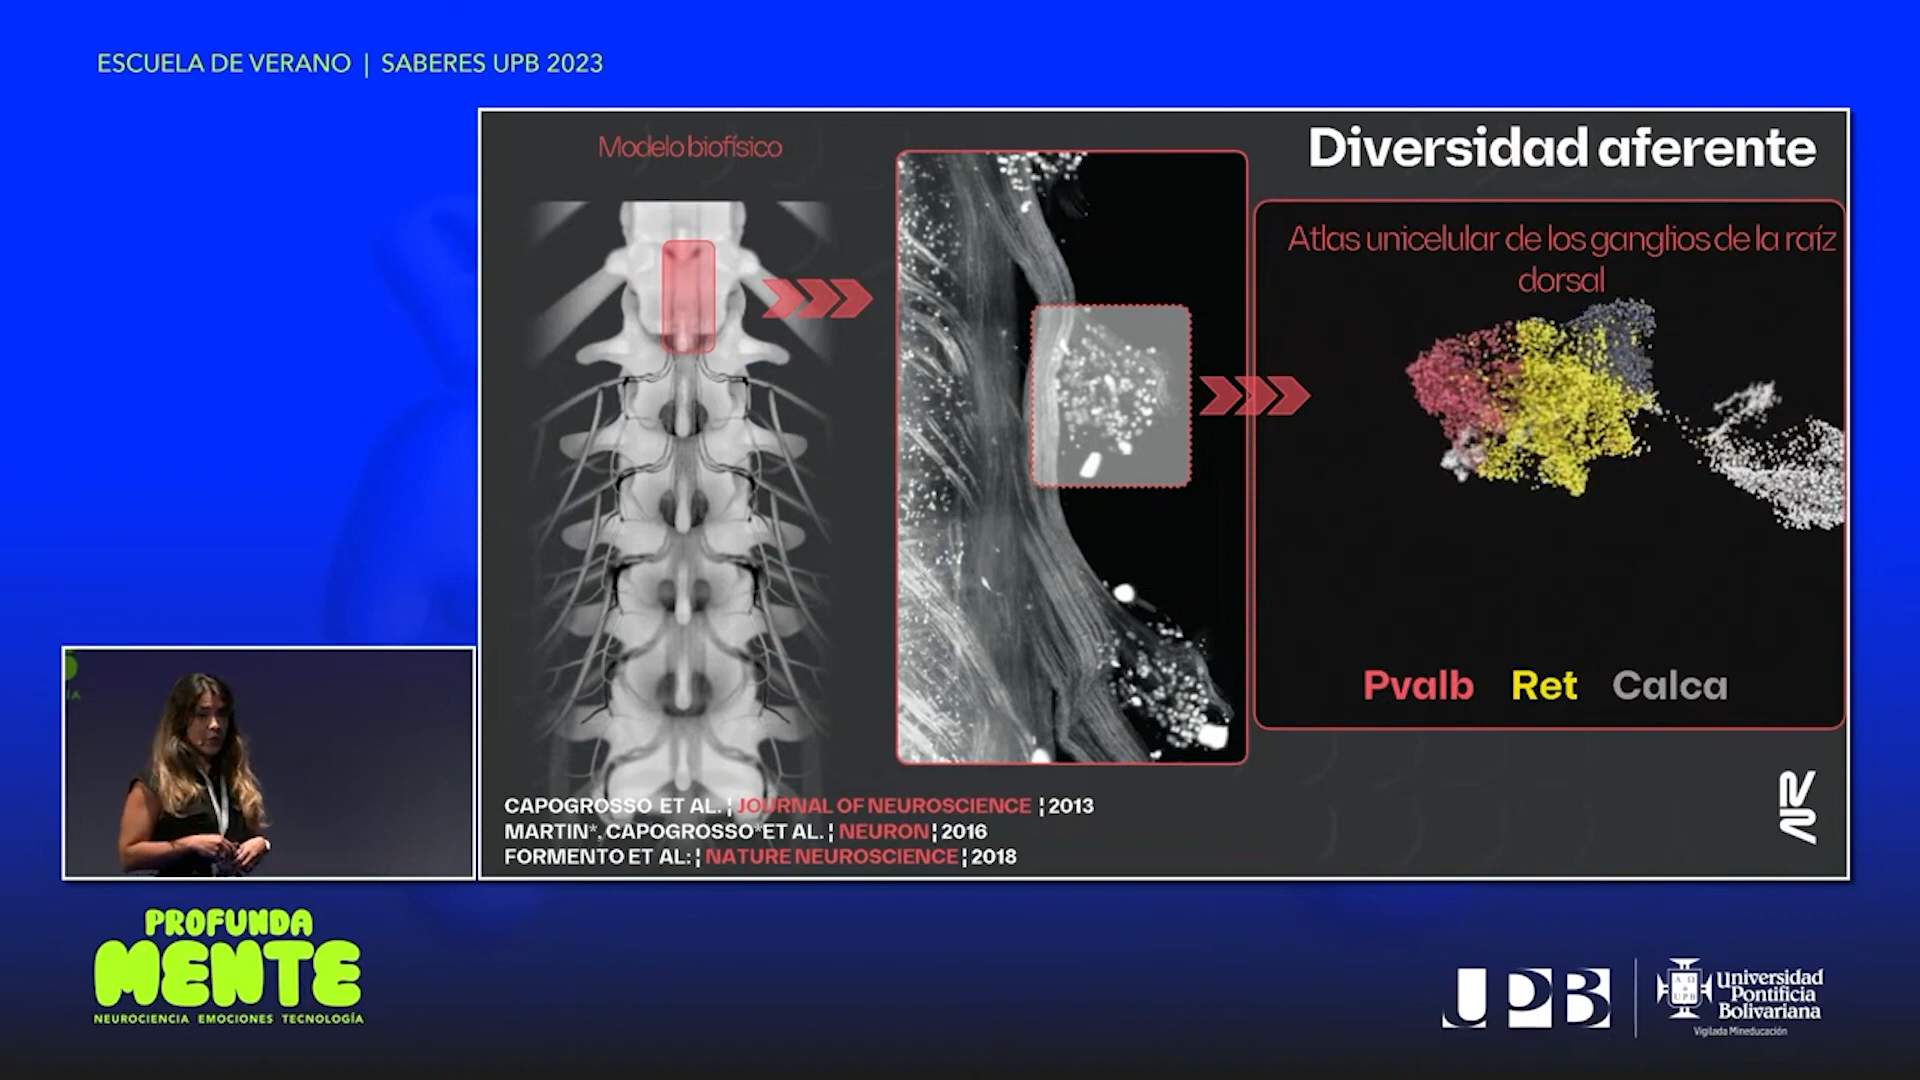 ESCUELA DE VERANO | SABERES UPB 2023
Modelo biofísico
Diversidad aferente
Atlas unicelular de los ganglios de la raíz
dorsal
Pvalb Ret Calca
CAPOGROSSO ET AL. ¦ JOURNAL OF NEUROSCIENCE ¦ 2013
MARTIN*, CAPOGROSSO*ET AL. ¦ NEURON ¦ 2016
FORMENTO ET AL: ¦ NATURE NEUROSCIENCE ¦ 2018
PROFUNDA
MENTE
NEUROCIENCIA EMOCIONES TECNOLOGÍA
UPB
Universidad
Pontificia
Bolivariana
Vigilada Mineducación